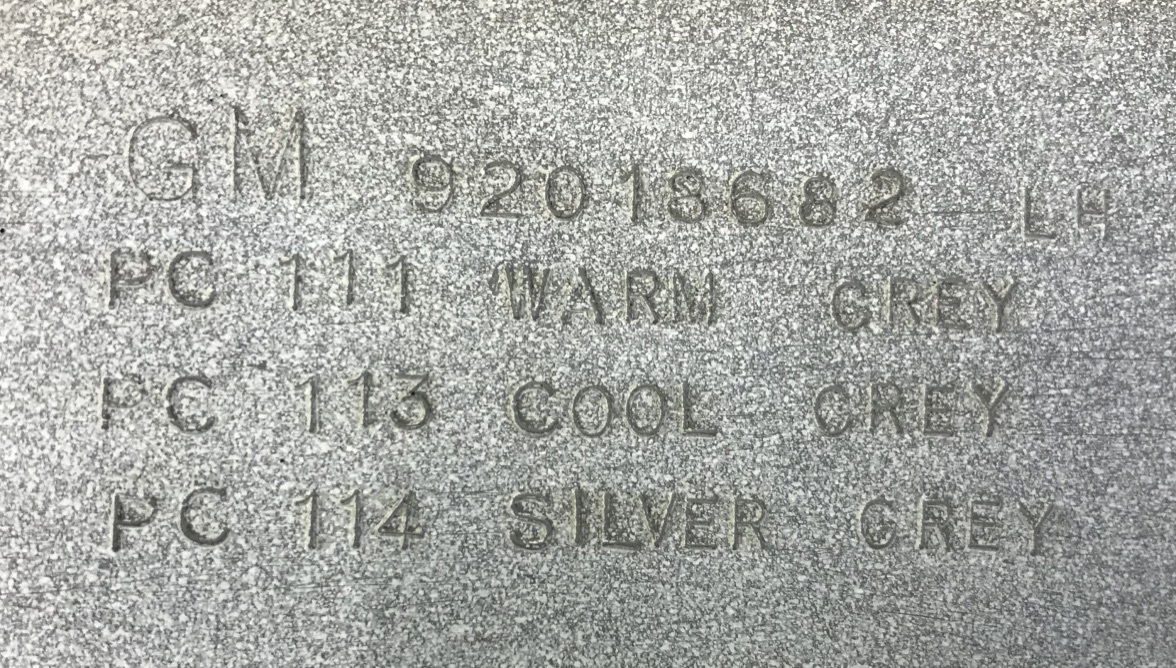 GM 92018682 LH
PC 111 WARM GREY
PC 113 COOL GREY
PC 114 SILVER GREY